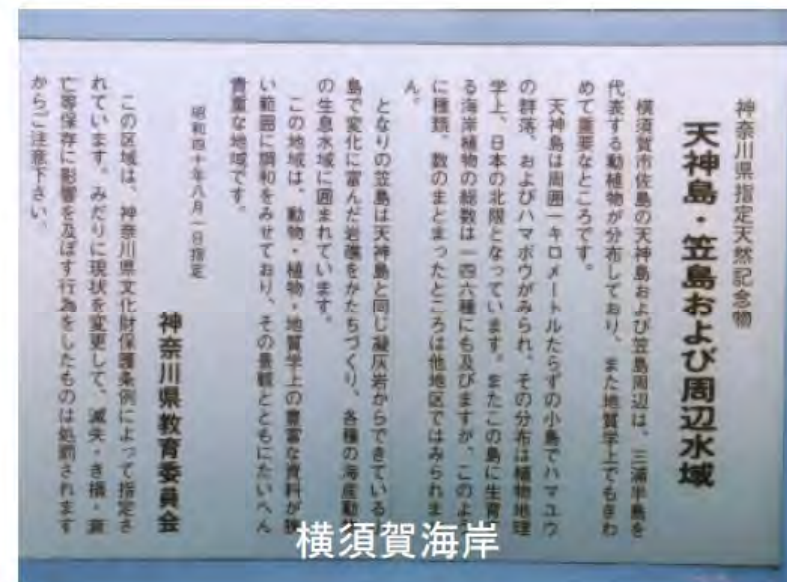 神奈川県指定天然記念物
天神島・笠島および周辺水域
横須賀市佐島の天神島および笠島周辺は、三浦半島を
代表する動植物が分布しており、また地質学上でもきわ
めて重要なところです。
天神島は周囲一キロメートルたらずの小島でハマユウ
の群落、およびハマボウがみられ、その分布は植物地理
学上、日本の北限となっています。またこの島に生育
る海岸植物の総数は一四六種にも及びますが、このよう
に種類、数のまとまったところは他地区ではみられま
ん。
となりの笠島は天神島と同じ凝灰岩からできている
島で変化に富んだ岩礁をかたちづくり、各種の海産動
の生息水域に囲まれています。
この地域は、動物・植物・地質学上の豊富な資料が狭
い範囲に調和をみせており、その景観とともにたいへん
貴重な地域です。
昭和四十年八月一日指定
神奈川県教育委員会
この区域は、神奈川県文化財保護条例によって指定さ
れています。みだりに現状を変更して、滅失・き損・衰
亡等保存に影響を及ぼす行為をしたものは処罰されます
からご注意下さい。
横須賀海岸